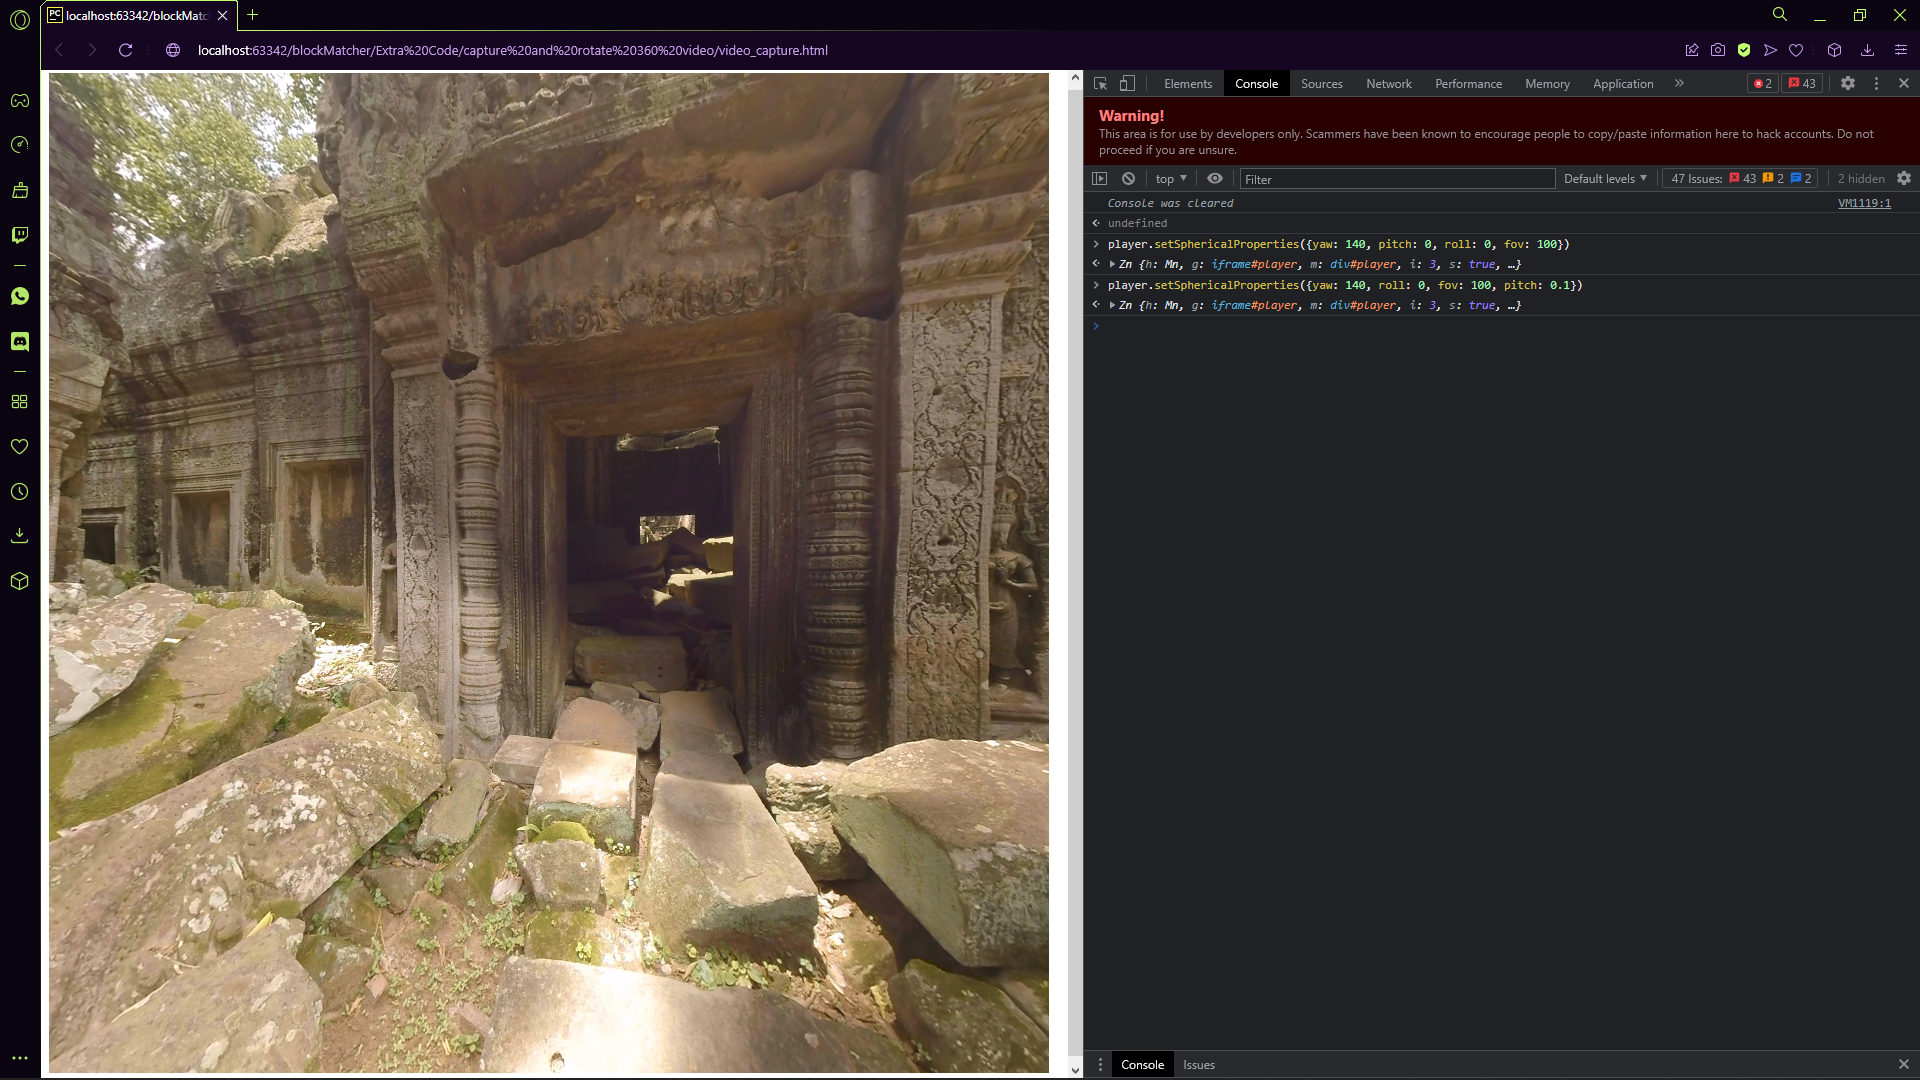 PC localhost:63342/blockMatc
localhost:63342/blockMatcher/Extra%20Code/capture%20and%20rotate%20360%20video/video_capture.html
Elements Console Sources Network Performance Memory Application 2 43
Warning!
This area is for use by developers only. Scammers have been known to encourage people to copy/paste information here to hack accounts. Do not
proceed if you are unsure.
top Filter Default levels 47 Issues: 43 2 2 2 hidden
Console was cleared VM1119:1
undefined
player.setSphericalProperties({yaw: 140, pitch: 0, roll: 0, fov: 100})
Zn {h: Mn, g: iframe#player, m: div#player, i: 3, s: true, …}
player.setSphericalProperties({yaw: 140, roll: 0, fov: 100, pitch: 0.1})
Zn {h: Mn, g: iframe#player, m: div#player, i: 3, s: true, …}
Console Issues